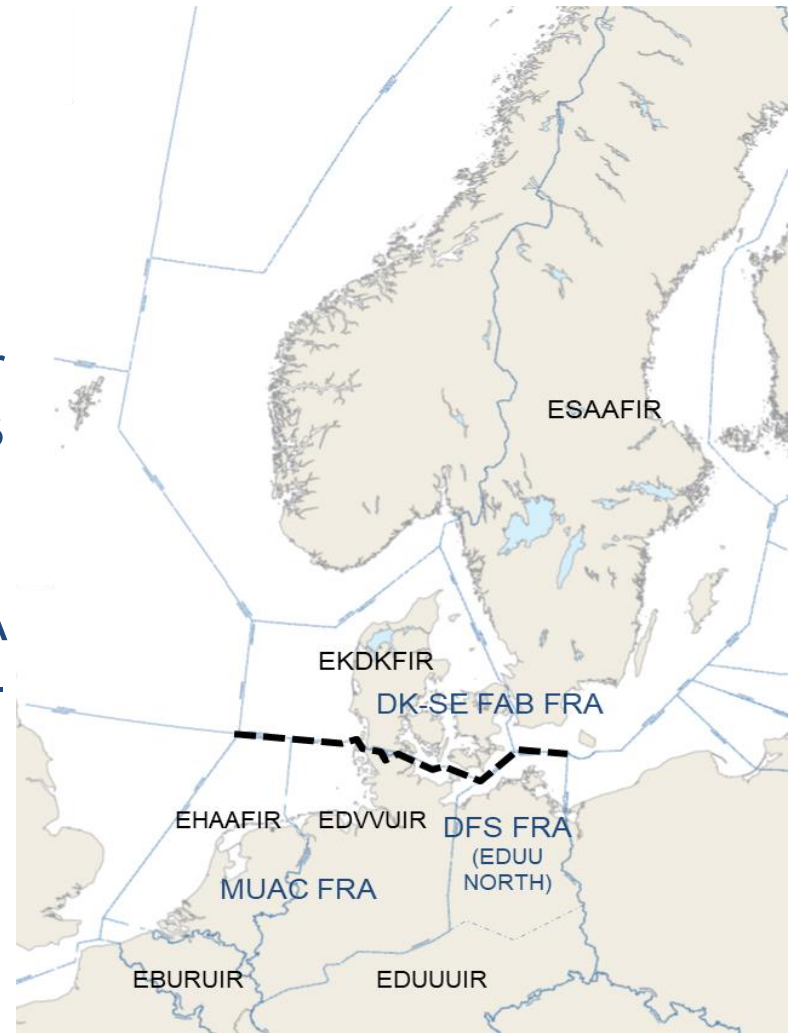 ESAAFIR
EKDKFIR
DK-SE FAB FRA
EHAAFIR
EDVVUIR
DFS FRA
(EDUU
NORTH)
MUAC FRA
EBURUIR
EDUUUIR